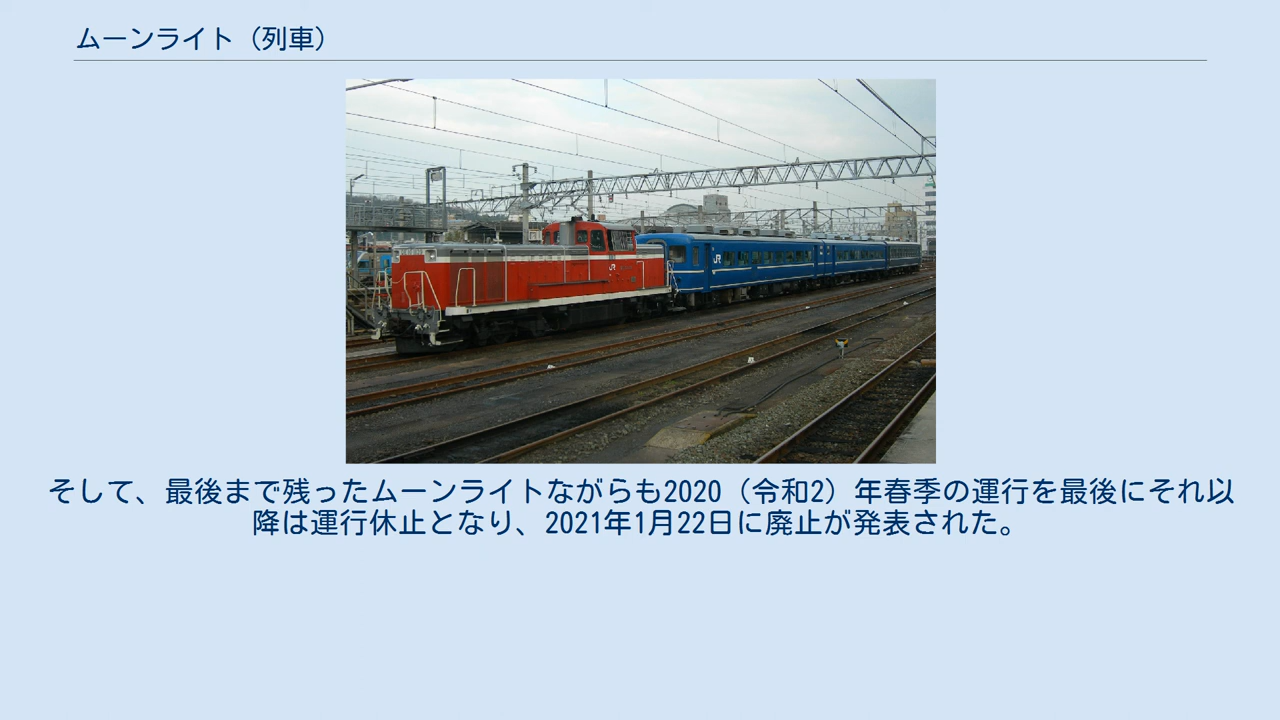 ムーンライト（列車）
JR
JR
そして、最後まで残ったムーンライトながらも2020（令和2）年春季の運行を最後にそれ以
降は運行休止となり、2021年1月22日に廃止が発表された。